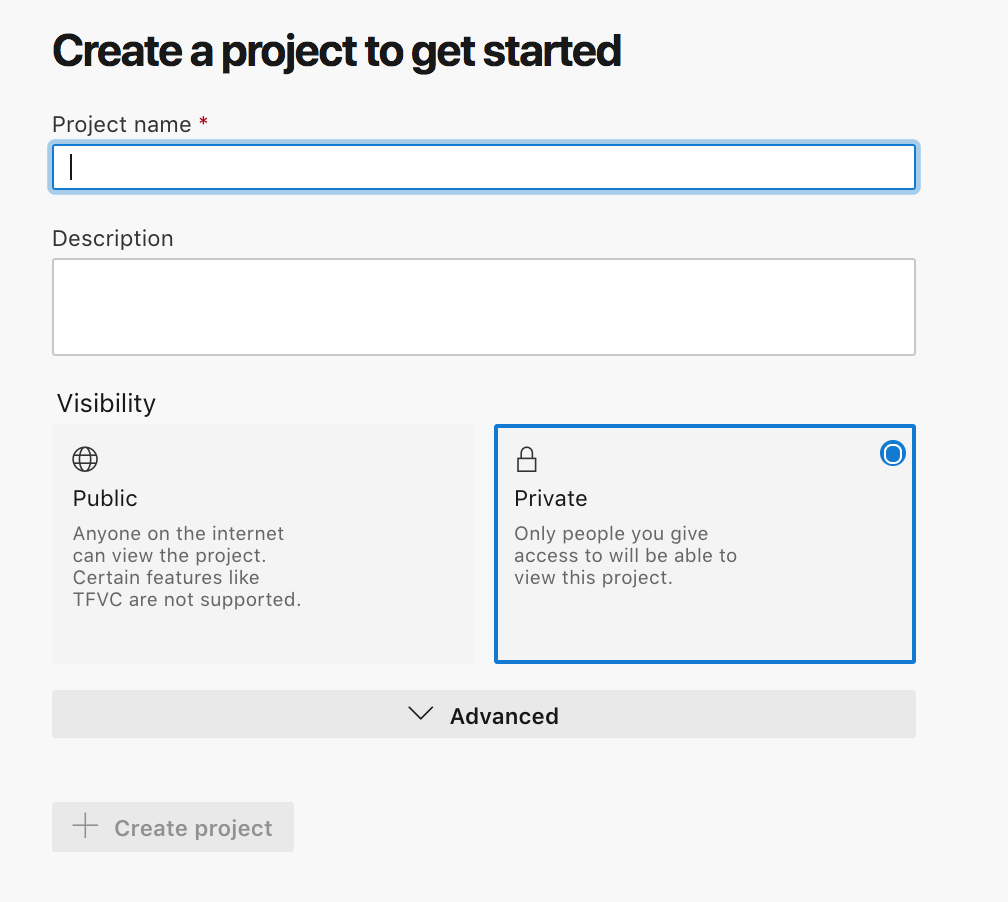 Create a project to get started
Project name *
Description
Visibility
Public
Anyone on the internet
can view the project.
Certain features like
TFVC are not supported.
Private
Only people you give
access to will be able to
view this project.
Advanced
Create project